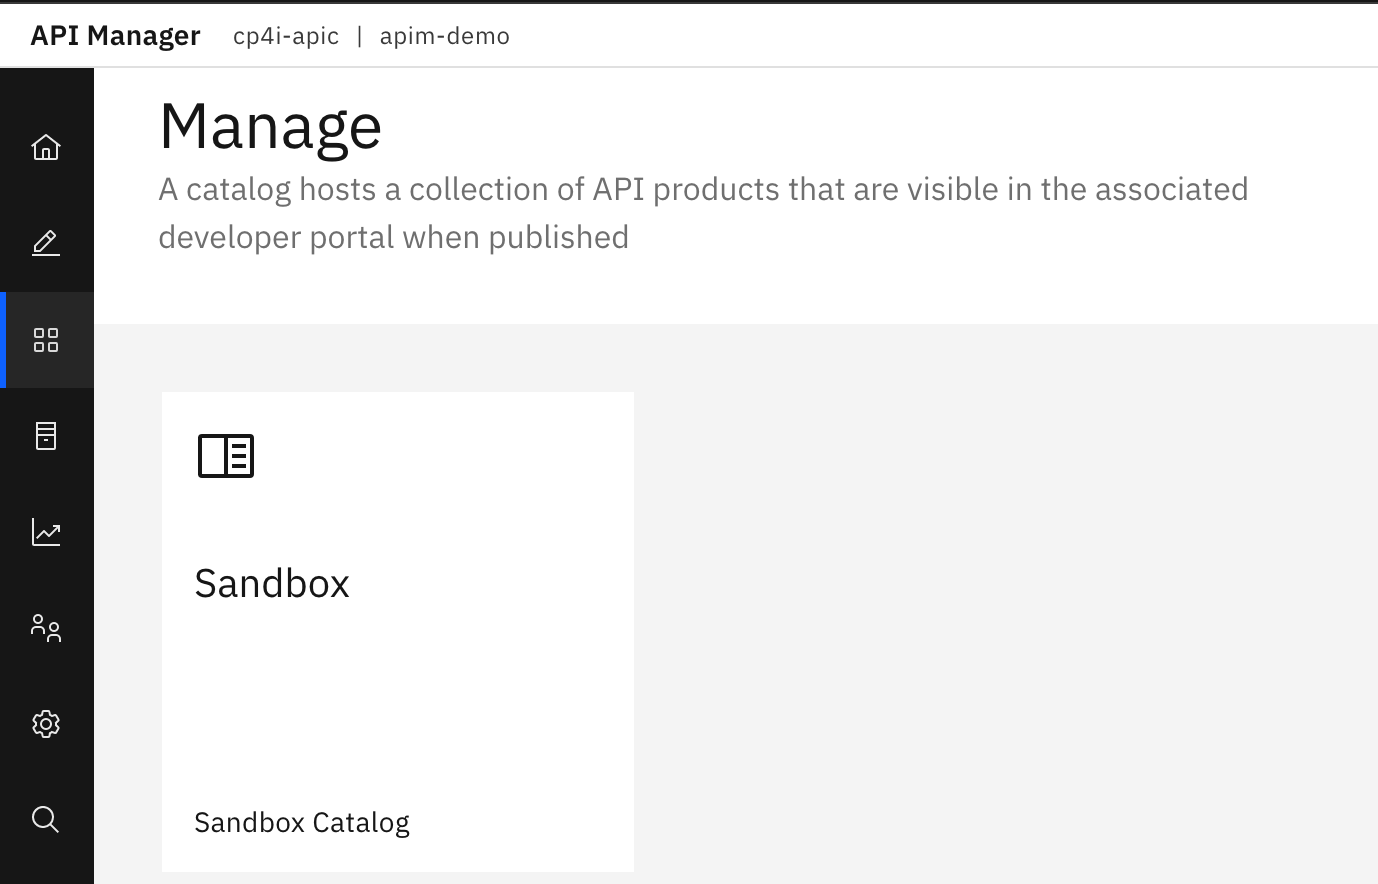 API Manager cp4i-apic | apim-demo
Manage
A catalog hosts a collection of API products that are visible in the associated
developer portal when published
Sandbox
Sandbox Catalog